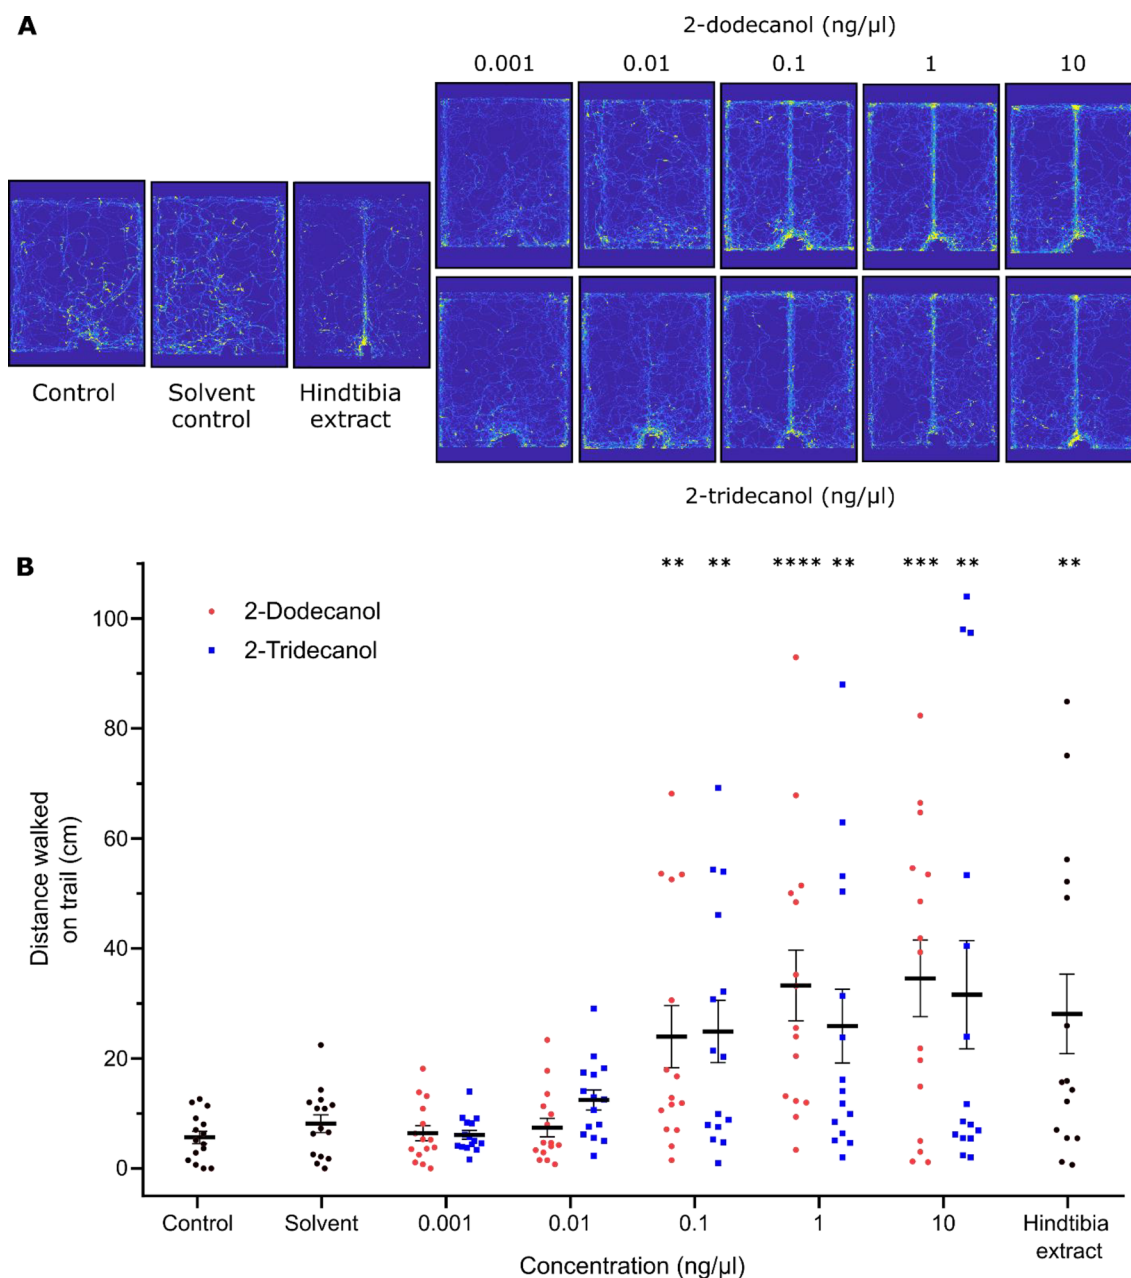 A
2-dodecanol (ng/µl)
0.001 0.01 0.1 1 10
Control
Solvent
control
Hindtibia
extract
2-tridecanol (ng/µl)
B
** ** **** ** *** ** **
2-Dodecanol
2-Tridecanol
100
80
60
40
20
0
Distance walked
on trail (cm)
Control Solvent 0.001 0.01 0.1 1 10 Hindtibia
extract
Concentration (ng/µl)